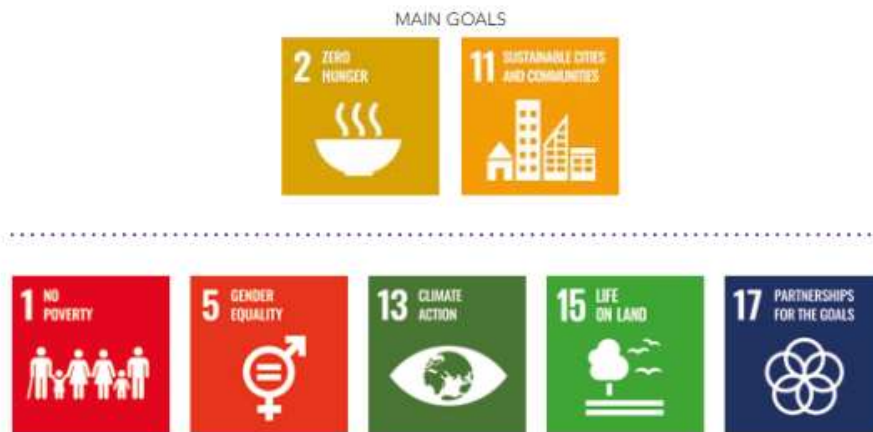 MAIN GOALS
2 ZERO
HUNGER
11 SUSTAINABLE CITIES
AND COMMUNITIES
1 NO
POVERTY
5 GENDER
EQUALITY
13 CLIMATE
ACTION
15 LIFE
ON LAND
17 PARTNERSHIPS
FOR THE GOALS